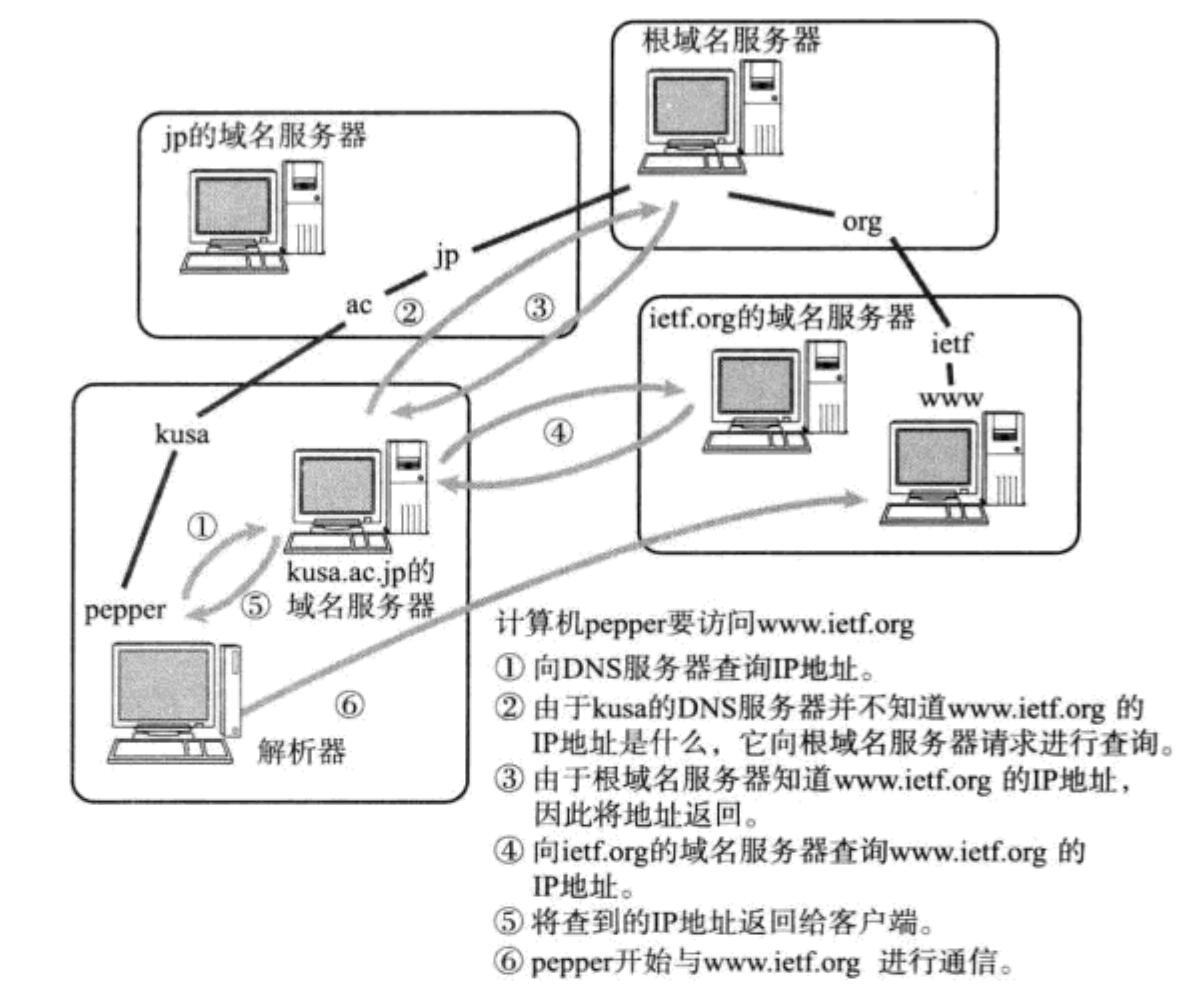 根域名服务器
jp的域名服务器
org
jp
ac
②
③
ietf.org的域名服务器
ietf
www
kusa
④
①
kusa.ac.jp的
域名服务器
pepper
⑤
⑥
解析器
计算机pepper要访问www.ietf.org
① 向DNS服务器查询IP地址。
② 由于kusa的DNS服务器并不知道www.ietf.org 的
IP地址是什么，它向根域名服务器请求进行查询。
③ 由于根域名服务器知道www.ietf.org 的IP地址，
因此将地址返回。
④ 向ietf.org的域名服务器查询www.ietf.org 的
IP地址。
⑤ 将查到的IP地址返回给客户端。
⑥ pepper开始与www.ietf.org 进行通信。